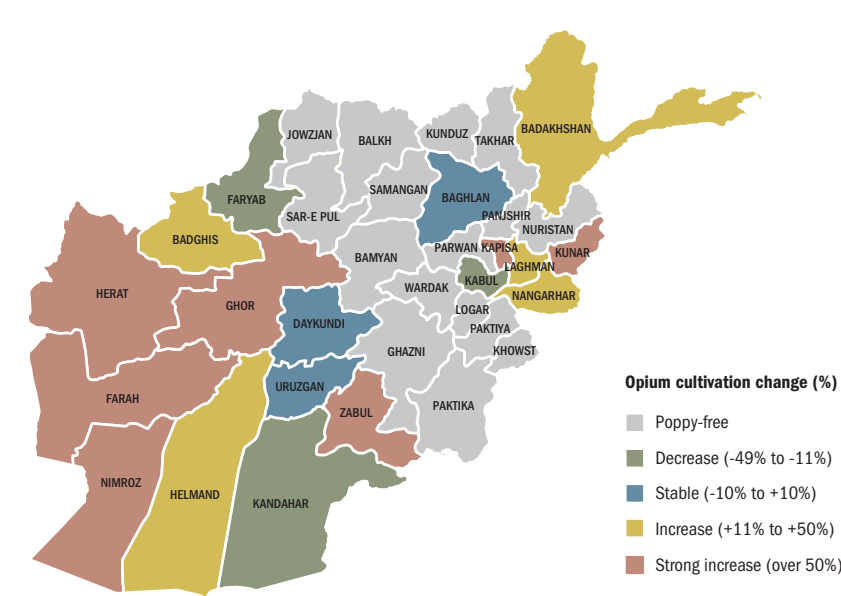 JOWZJAN
BALKH
KUNDUZ
TAKHAR
BADAKHSHAN
FARYAB
SAR-E PUL
SAMANGAN
BAGHLAN
PANJSHIR
NURISTAN
BADGHIS
BAMYAN
PARWAN
KAPISA
LAGHMAN
KUNAR
HERAT
GHOR
WARDAK
KABUL
NANGARHAR
DAYKUNDI
LOGAR
PAKTIYA
GHAZNI
KHOWST
FARAH
URUZGAN
ZABUL
PAKTIKA
NIMROZ
HELMAND
KANDAHAR
Opium cultivation change (%)
Poppy-free
Decrease (-49% to -11%)
Stable (-10% to +10%)
Increase (+11% to +50%)
Strong increase (over 50%)